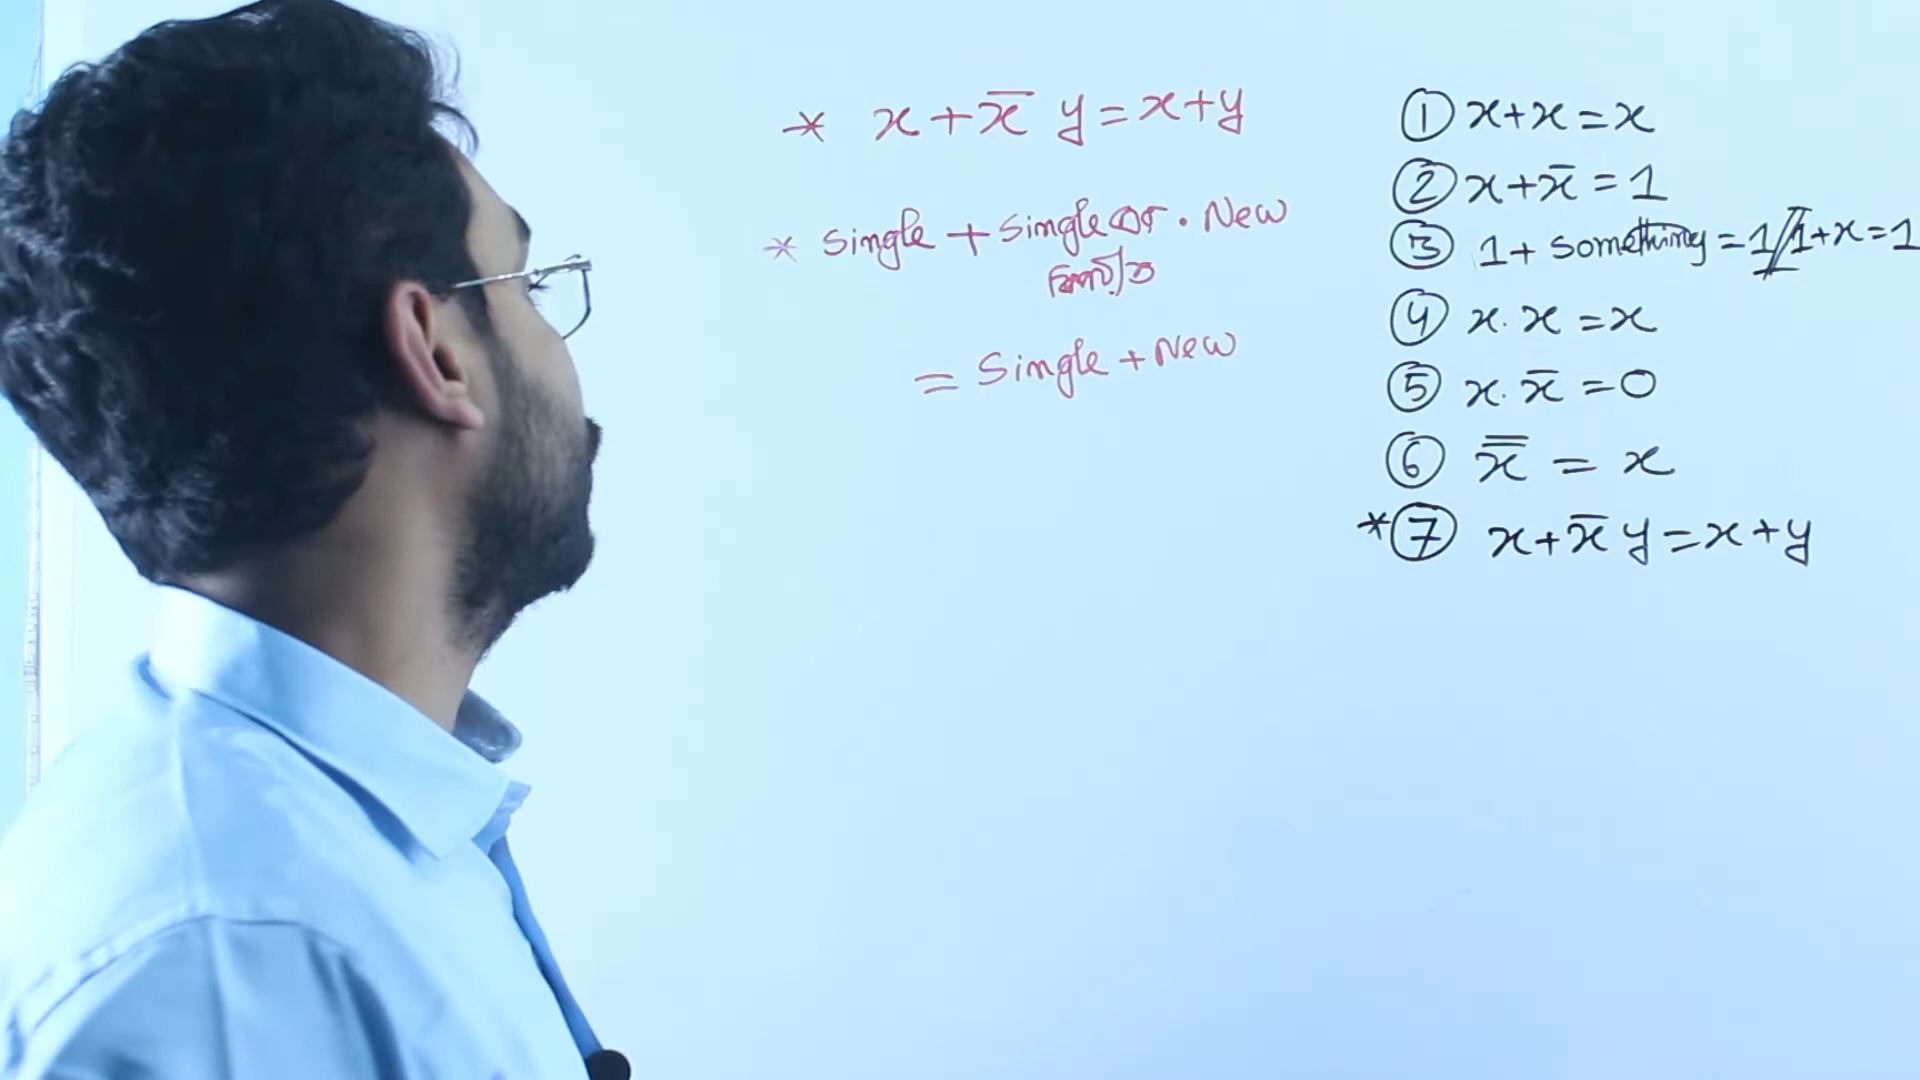 * x + x̅ y = x + y
* Single + Single এর . New
বিপরীত
= Single + New
① x + x = x
② x + x̅ = 1
③ 1 + something = 1 // 1 + x = 1
④ x . x = x
⑤ x . x̅ = 0
⑥ x̿ = x
*⑦ x + x̅ y = x + y